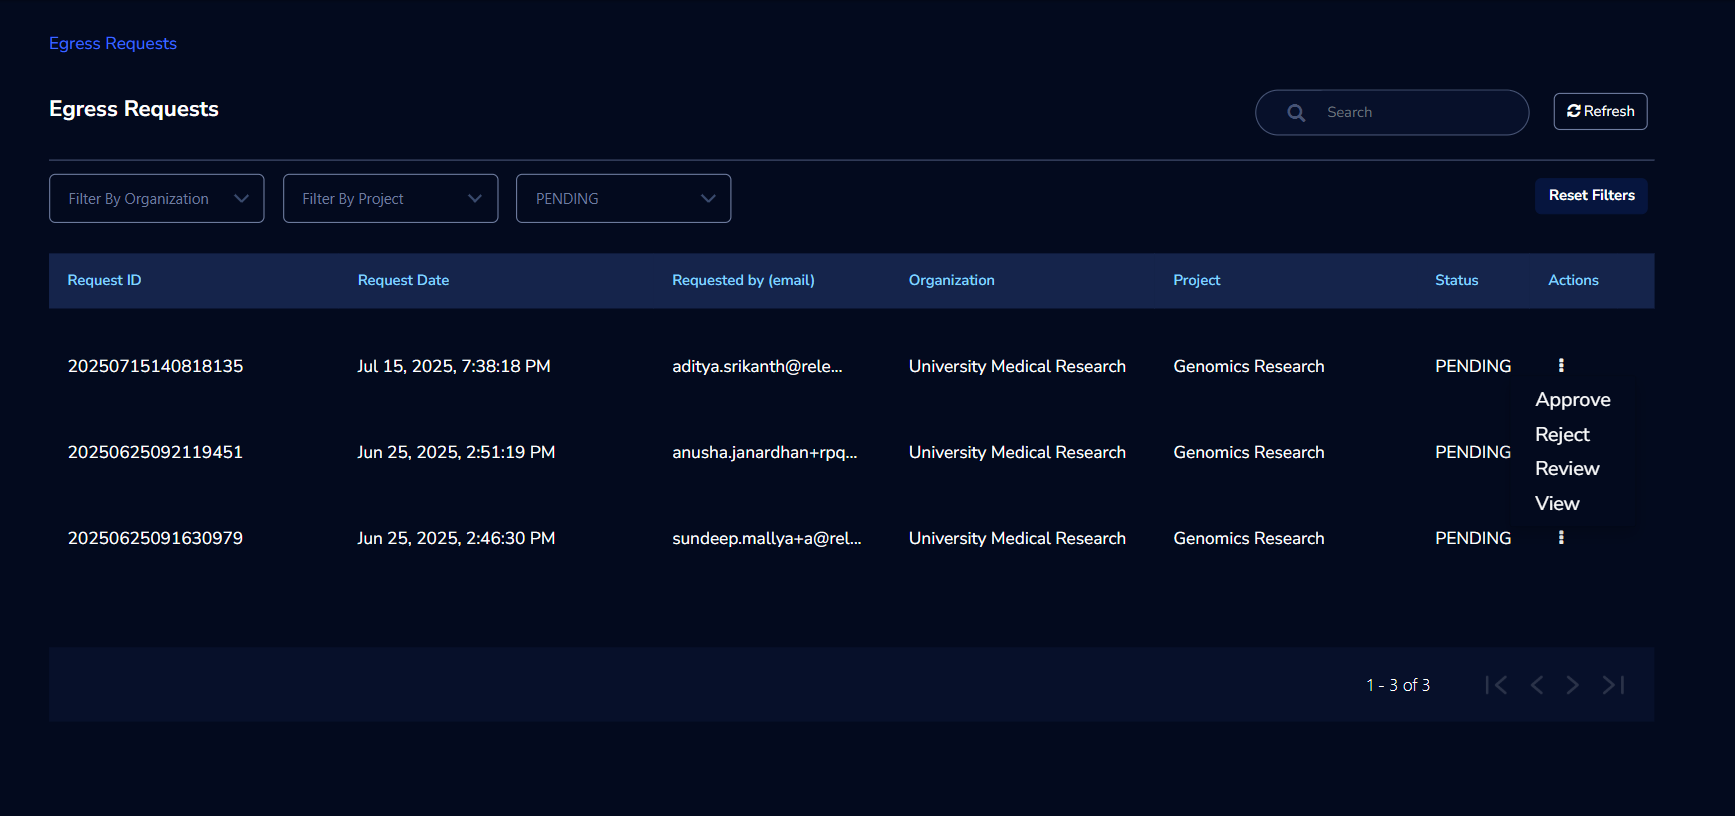 Egress Requests
Egress Requests
Search
Refresh
Filter By Organization
Filter By Project
PENDING
Reset Filters
Request ID Request Date Requested by (email) Organization Project Status Actions
20250715140818135 Jul 15, 2025, 7:38:18 PM aditya.srikanth@rele... University Medical Research Genomics Research PENDING
Approve
Reject
20250625092119451 Jun 25, 2025, 2:51:19 PM anusha.janardhan+rpq... University Medical Research Genomics Research PENDING
Review
View
20250625091630979 Jun 25, 2025, 2:46:30 PM sundeep.mallya+a@rel... University Medical Research Genomics Research PENDING
1 - 3 of 3